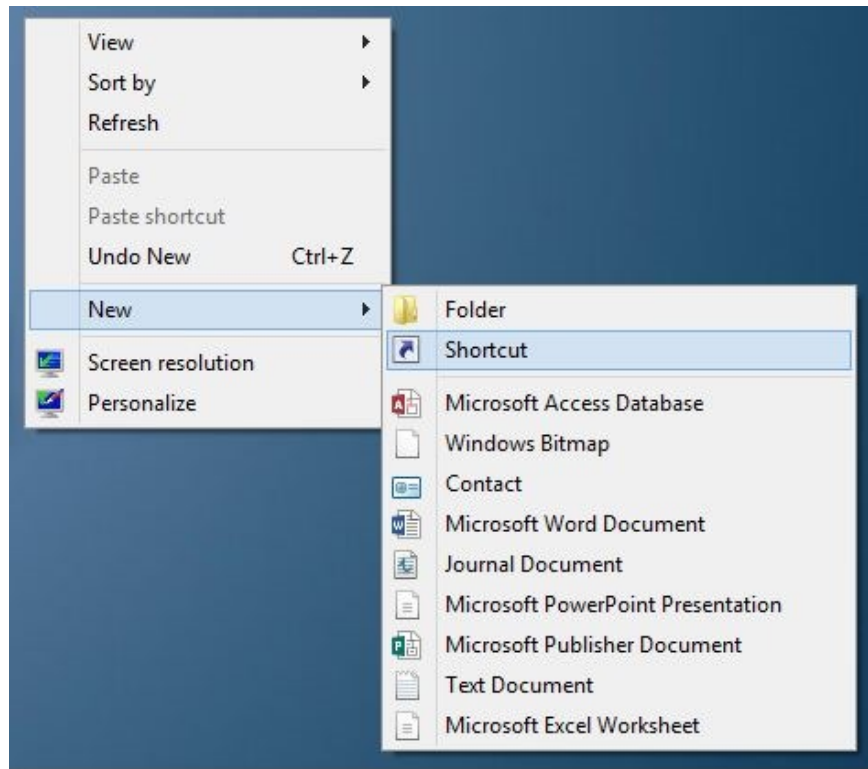 View
Sort by
Refresh
Paste
Paste shortcut
Undo New Ctrl+Z
New
Screen resolution
Personalize
Folder
Shortcut
Microsoft Access Database
Windows Bitmap
Contact
Microsoft Word Document
Journal Document
Microsoft PowerPoint Presentation
Microsoft Publisher Document
Text Document
Microsoft Excel Worksheet